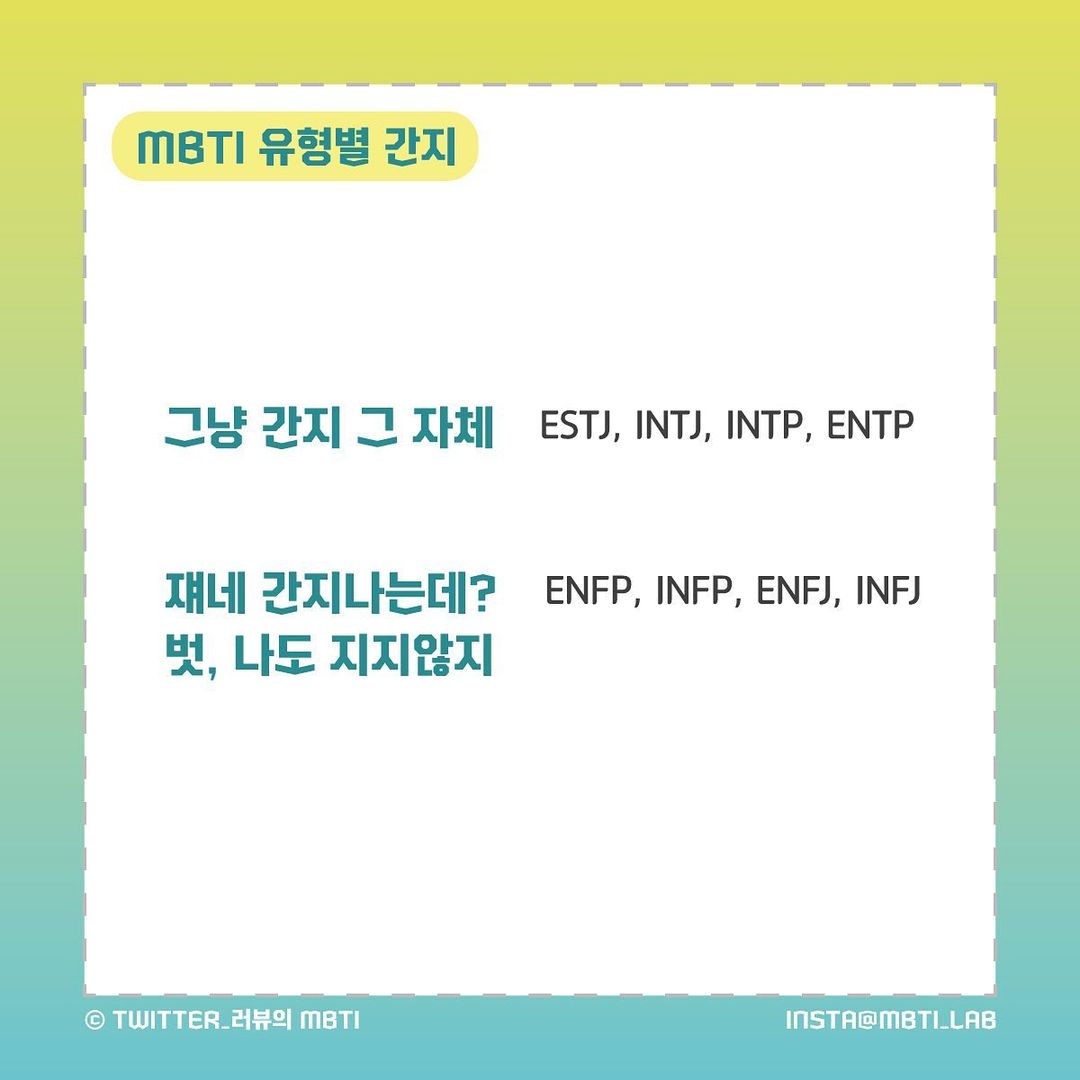 MBTI 유형별 간지
그냥 간지 그 자체 ESTJ, INTJ, INTP, ENTP
쟤네 간지나는데? ENFP, INFP, ENFJ, INFJ
벗, 나도 지지않지
© TWITTER_러뷰의 MBTI
INSTA@MBTI_LAB